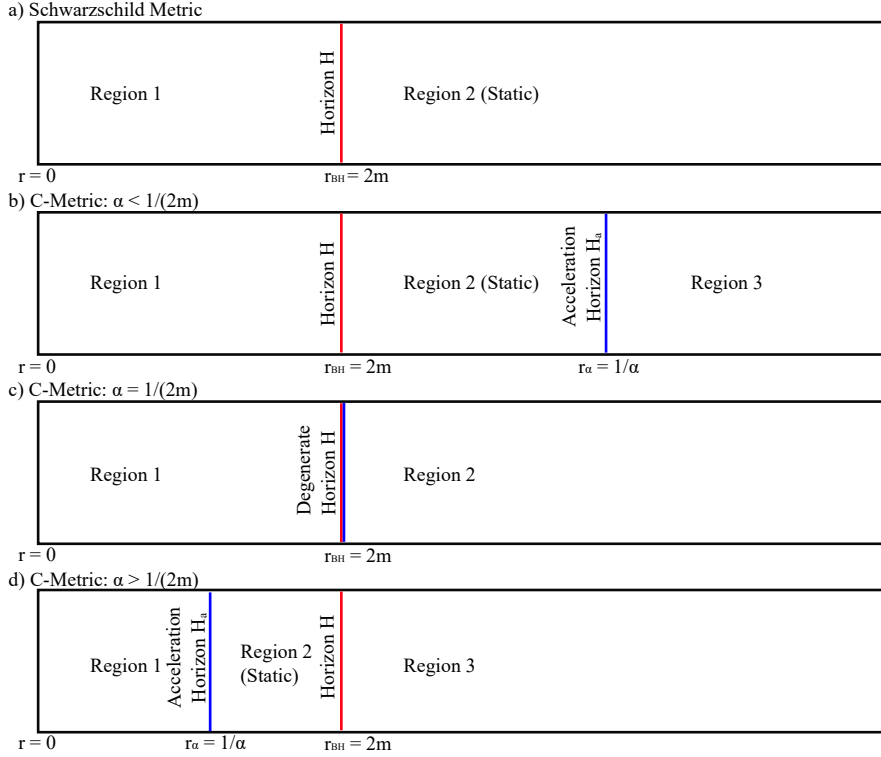 a) Schwarzschild Metric
Region 1
Horizon H
Region 2 (Static)
r = 0
rBH = 2m
b) C-Metric: α < 1/(2m)
Region 1
Horizon H
Region 2 (Static)
Acceleration
Horizon Ha
Region 3
r = 0
rBH = 2m
rα = 1/α
c) C-Metric: α = 1/(2m)
Region 1
Degenerate
Horizon H
Region 2
r = 0
rBH = 2m
d) C-Metric: α > 1/(2m)
Region 1
Acceleration
Horizon Ha
Region 2
(Static)
Horizon H
Region 3
r = 0
rα = 1/α
rBH = 2m